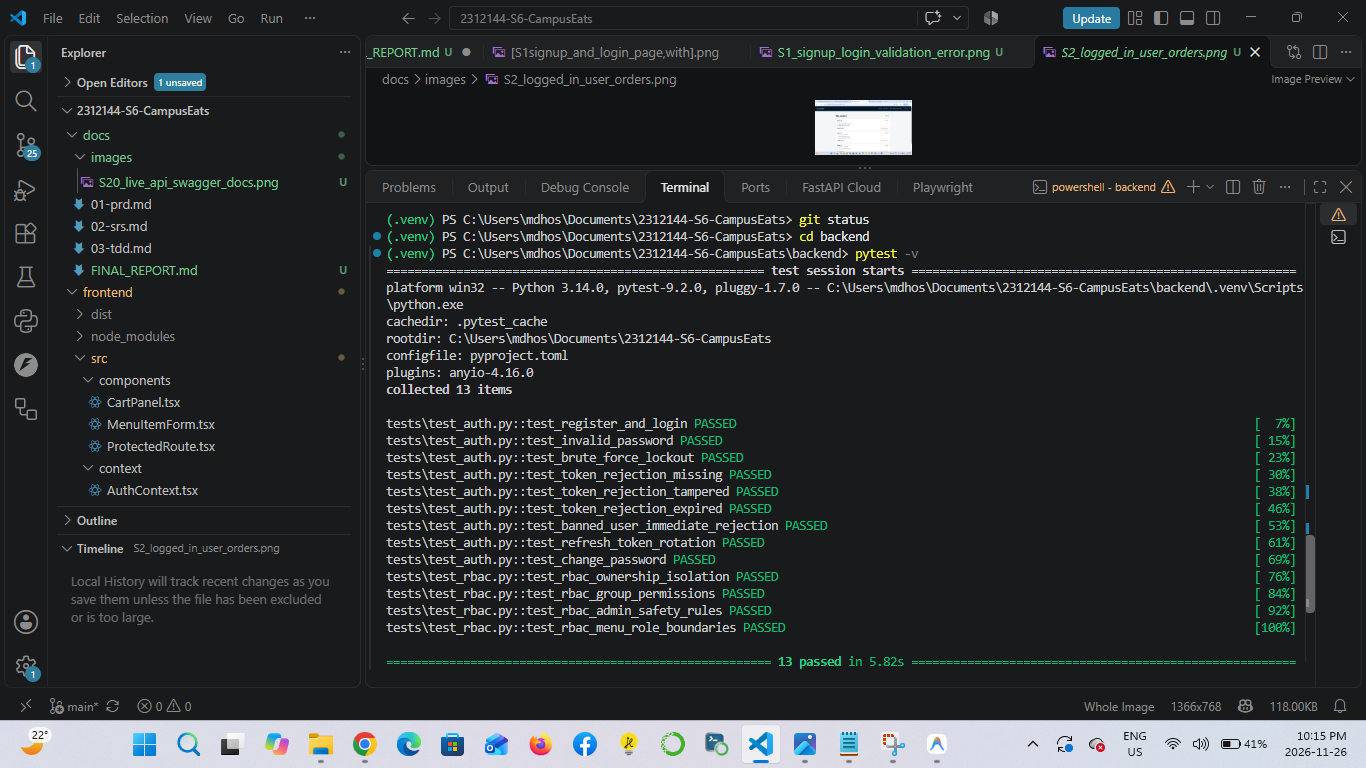 File Edit Selection View Go Run ··· 2312144-S6-CampusEats Update
Explorer ···
_REPORT.md U [S1signup_and_login_page,with].png S1_signup_login_validation_error.png U S2_logged_in_user_orders.png U
docs > images > S2_logged_in_user_orders.png Image Preview
Open Editors 1 unsaved
2312144-S6-CampusEats
docs
images
S20_live_api_swagger_docs.png U
01-prd.md
02-srs.md
03-tdd.md
FINAL_REPORT.md U
frontend
dist
node_modules
src
components
CartPanel.tsx
MenuItemForm.tsx
ProtectedRoute.tsx
context
AuthContext.tsx
Outline
Timeline S2_logged_in_user_orders.png
Local History will track recent changes as you
save them unless the file has been excluded
or is too large.
1
25
1
Problems Output Debug Console Terminal Ports FastAPI Cloud Playwright powershell - backend
(.venv) PS C:\Users\mdhos\Documents\2312144-S6-CampusEats> git status
(.venv) PS C:\Users\mdhos\Documents\2312144-S6-CampusEats> cd backend
(.venv) PS C:\Users\mdhos\Documents\2312144-S6-CampusEats\backend> pytest -v
====================================================== test session starts =======================================================
platform win32 -- Python 3.14.0, pytest-9.2.0, pluggy-1.7.0 -- C:\Users\mdhos\Documents\2312144-S6-CampusEats\backend\.venv\Scripts
\python.exe
cachedir: .pytest_cache
rootdir: C:\Users\mdhos\Documents\2312144-S6-CampusEats
configfile: pyproject.toml
plugins: anyio-4.16.0
collected 13 items
tests\test_auth.py::test_register_and_login PASSED [ 7%]
tests\test_auth.py::test_invalid_password PASSED [ 15%]
tests\test_auth.py::test_brute_force_lockout PASSED [ 23%]
tests\test_auth.py::test_token_rejection_missing PASSED [ 30%]
tests\test_auth.py::test_token_rejection_tampered PASSED [ 38%]
tests\test_auth.py::test_token_rejection_expired PASSED [ 46%]
tests\test_auth.py::test_banned_user_immediate_rejection PASSED [ 53%]
tests\test_auth.py::test_refresh_token_rotation PASSED [ 61%]
tests\test_auth.py::test_change_password PASSED [ 69%]
tests\test_rbac.py::test_rbac_ownership_isolation PASSED [ 76%]
tests\test_rbac.py::test_rbac_group_permissions PASSED [ 84%]
tests\test_rbac.py::test_rbac_admin_safety_rules PASSED [ 92%]
tests\test_rbac.py::test_rbac_menu_role_boundaries PASSED [100%]
======================================================= 13 passed in 5.82s =======================================================
main* 0 0 Whole Image 1366x768 118.00KB
22° ENG 41% 10:15 PM
US 2026-11-26